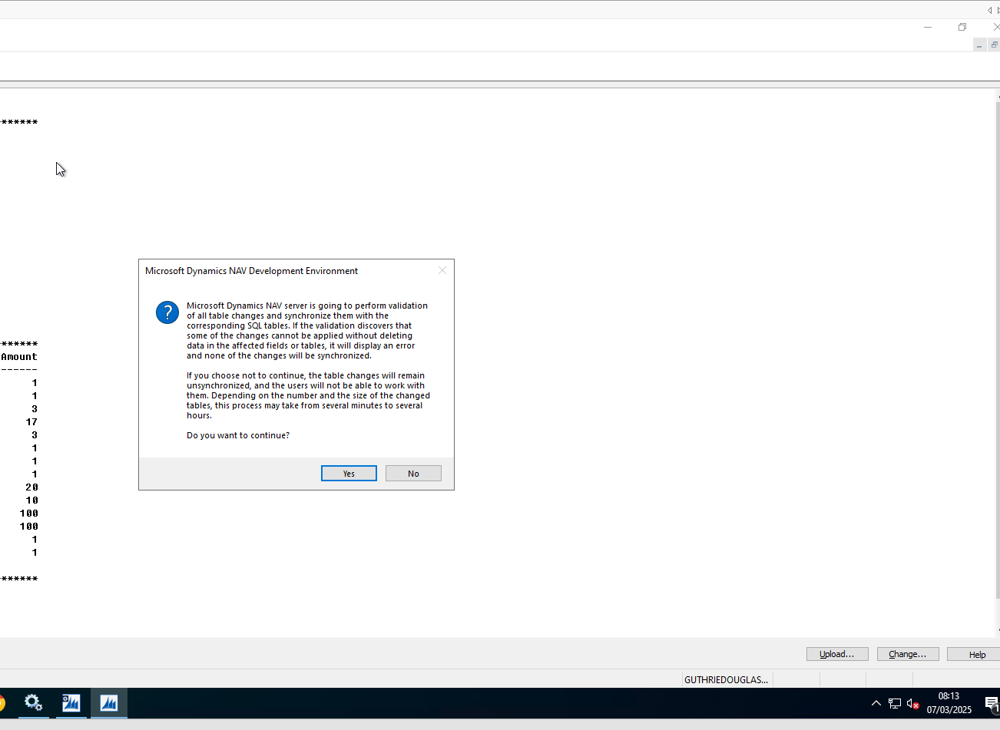 *******
Microsoft Dynamics NAV Development Environment
Microsoft Dynamics NAV server is going to perform validation
of all table changes and synchronize them with the
corresponding SQL tables. If the validation discovers that
some of the changes cannot be applied without deleting
data in the affected fields or tables, it will display an error
and none of the changes will be synchronized.
If you choose not to continue, the table changes will remain
unsynchronized, and the users will not be able to work with
them. Depending on the number and the size of the changed
tables, this process may take from several minutes to several
hours.
Do you want to continue?
Yes
No
*******
Amount
------
1
1
3
17
3
1
1
1
20
10
100
100
1
1
*******
Upload...
Change...
Help
GUTHRIEDOUGLAS...
08:13
07/03/2025
1